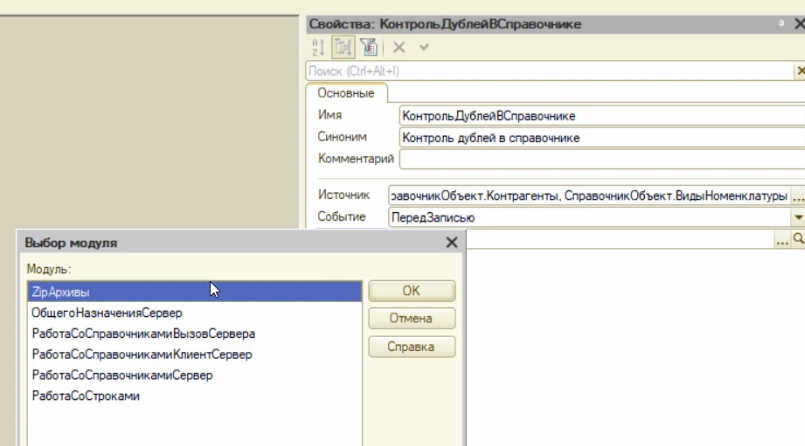 Свойства: КонтрольДублейВСправочнике
Поиск (Ctrl+Alt+I)
Основные
Имя КонтрольДублейВСправочнике
Синоним Контроль дублей в справочнике
Комментарий
Источник равочникОбъект.Контрагенты, СправочникОбъект.ВидыНоменклатуры ...
Событие ПередЗаписью
Выбор модуля
Модуль:
ZipАрхивы
ОбщегоНазначенияСервер
РаботаСоСправочникамиВызовСервера
РаботаСоСправочникамиКлиентСервер
РаботаСоСправочникамиСервер
РаботаСоСтроками
OK
Отмена
Справка